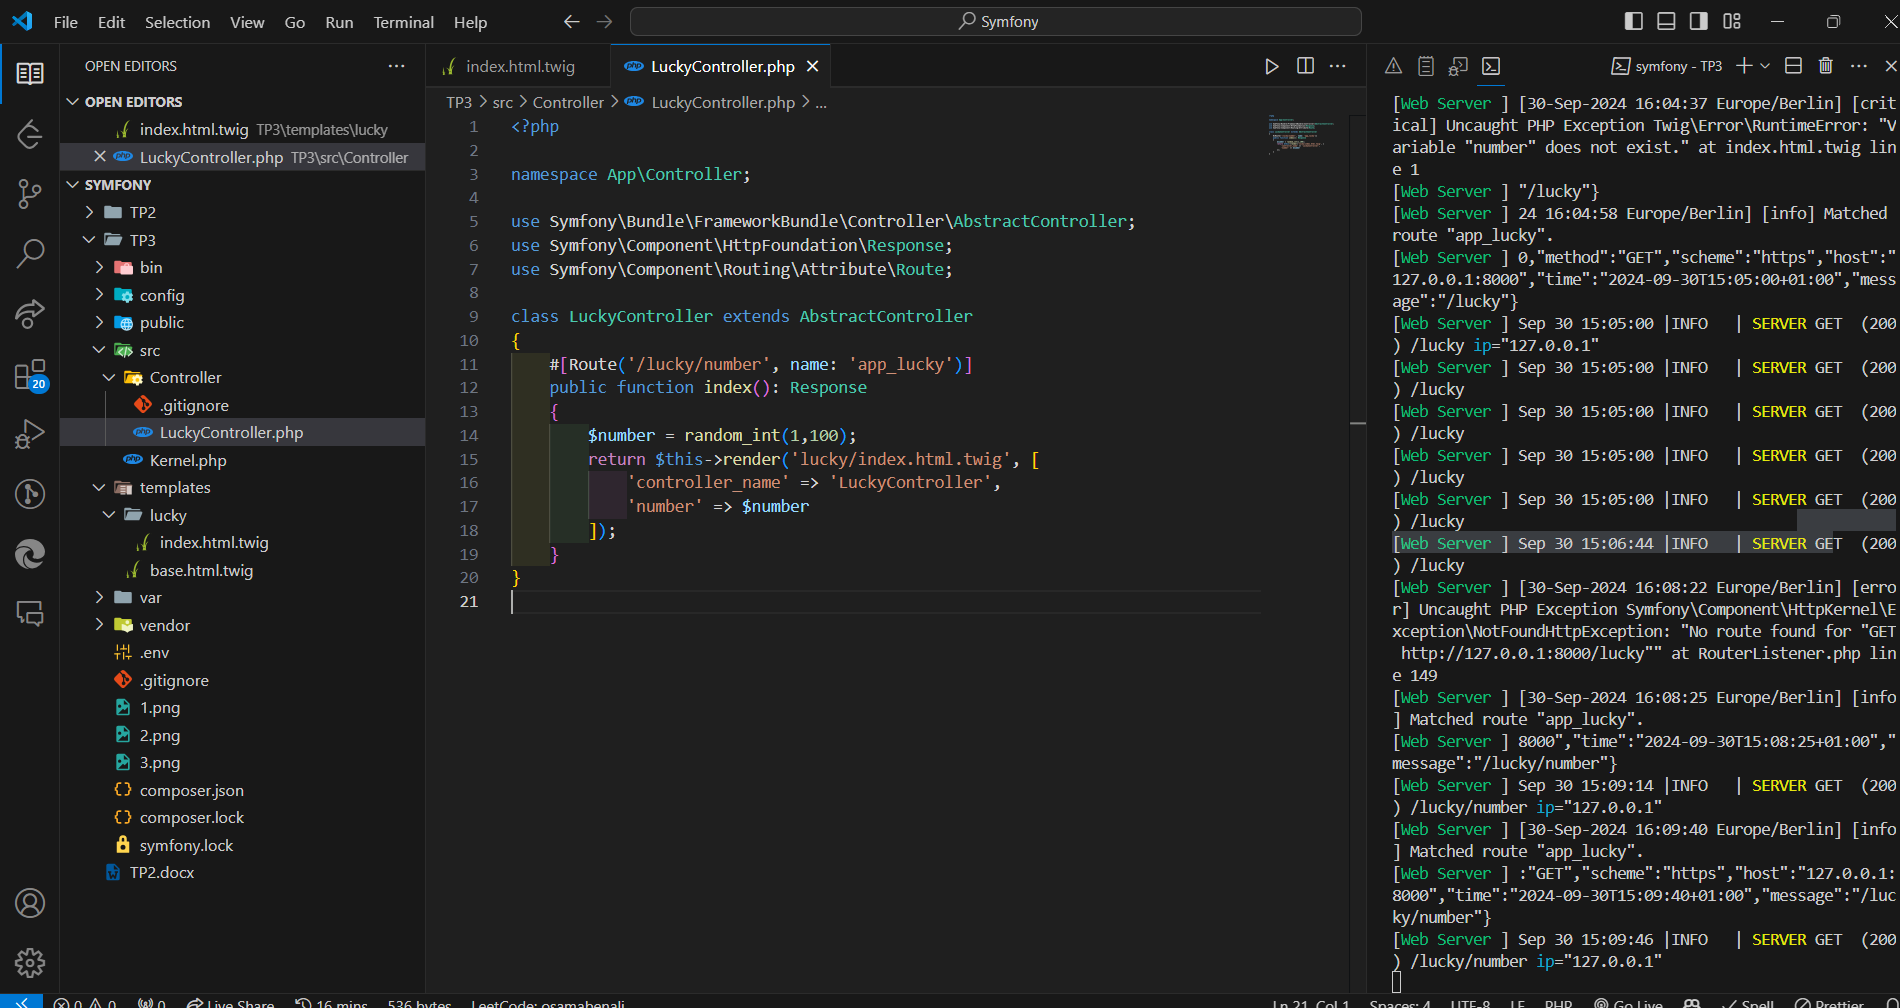 File Edit Selection View Go Run Terminal Help
Symfony
OPEN EDITORS
OPEN EDITORS
index.html.twig TP3\templates\lucky
LuckyController.php TP3\src\Controller
SYMFONY
TP2
TP3
bin
config
public
src
Controller
.gitignore
LuckyController.php
Kernel.php
templates
lucky
index.html.twig
base.html.twig
var
vendor
.env
.gitignore
1.png
2.png
3.png
composer.json
composer.lock
symfony.lock
TP2.docx
20
index.html.twig LuckyController.php
TP3 > src > Controller > LuckyController.php > ...
1 <?php
2
3 namespace App\Controller;
4
5 use Symfony\Bundle\FrameworkBundle\Controller\AbstractController;
6 use Symfony\Component\HttpFoundation\Response;
7 use Symfony\Component\Routing\Attribute\Route;
8
9 class LuckyController extends AbstractController
10 {
11 #[Route('/lucky/number', name: 'app_lucky')]
12 public function index(): Response
13 {
14 $number = random_int(1,100);
15 return $this->render('lucky/index.html.twig', [
16 'controller_name' => 'LuckyController',
17 'number' => $number
18 ]);
19 }
20 }
21
symfony - TP3
[Web Server ] [30-Sep-2024 16:04:37 Europe/Berlin] [crit
ical] Uncaught PHP Exception Twig\Error\RuntimeError: "V
ariable "number" does not exist." at index.html.twig lin
e 1
[Web Server ] "/lucky"}
[Web Server ] 24 16:04:58 Europe/Berlin] [info] Matched
route "app_lucky".
[Web Server ] 0,"method":"GET","scheme":"https","host":"
127.0.0.1:8000","time":"2024-09-30T15:05:00+01:00","mess
age":"/lucky"}
[Web Server ] Sep 30 15:05:00 |INFO | SERVER GET (200
) /lucky ip="127.0.0.1"
[Web Server ] Sep 30 15:05:00 |INFO | SERVER GET (200
) /lucky
[Web Server ] Sep 30 15:05:00 |INFO | SERVER GET (200
) /lucky
[Web Server ] Sep 30 15:05:00 |INFO | SERVER GET (200
) /lucky
[Web Server ] Sep 30 15:05:00 |INFO | SERVER GET (200
) /lucky
[Web Server ] Sep 30 15:06:44 |INFO | SERVER GET (200
) /lucky
[Web Server ] [30-Sep-2024 16:08:22 Europe/Berlin] [erro
r] Uncaught PHP Exception Symfony\Component\HttpKernel\E
xception\NotFoundHttpException: "No route found for "GET
http://127.0.0.1:8000/lucky"" at RouterListener.php lin
e 149
[Web Server ] [30-Sep-2024 16:08:25 Europe/Berlin] [info
] Matched route "app_lucky".
[Web Server ] 8000","time":"2024-09-30T15:08:25+01:00","
message":"/lucky/number"}
[Web Server ] Sep 30 15:09:14 |INFO | SERVER GET (200
) /lucky/number ip="127.0.0.1"
[Web Server ] [30-Sep-2024 16:09:40 Europe/Berlin] [info
] Matched route "app_lucky".
[Web Server ] :"GET","scheme":"https","host":"127.0.0.1:
8000","time":"2024-09-30T15:09:40+01:00","message":"/luc
ky/number"}
[Web Server ] Sep 30 15:09:46 |INFO | SERVER GET (200
) /lucky/number ip="127.0.0.1"
0 0 0 Live Share 16 mins 536 bytes LeetCode: osamabenali Ln 21, Col 1 Spaces: 4 UTF-8 LF PHP Go Live Spell Prettier